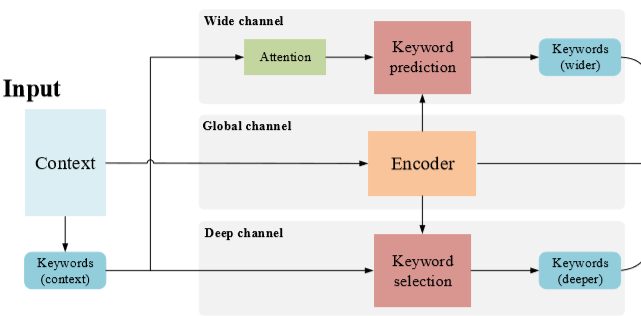 Wide channel
Attention
Keyword
prediction
Keywords
(wider)
Input
Context
Global channel
Encoder
Keywords
(context)
Deep channel
Keyword
selection
Keywords
(deeper)